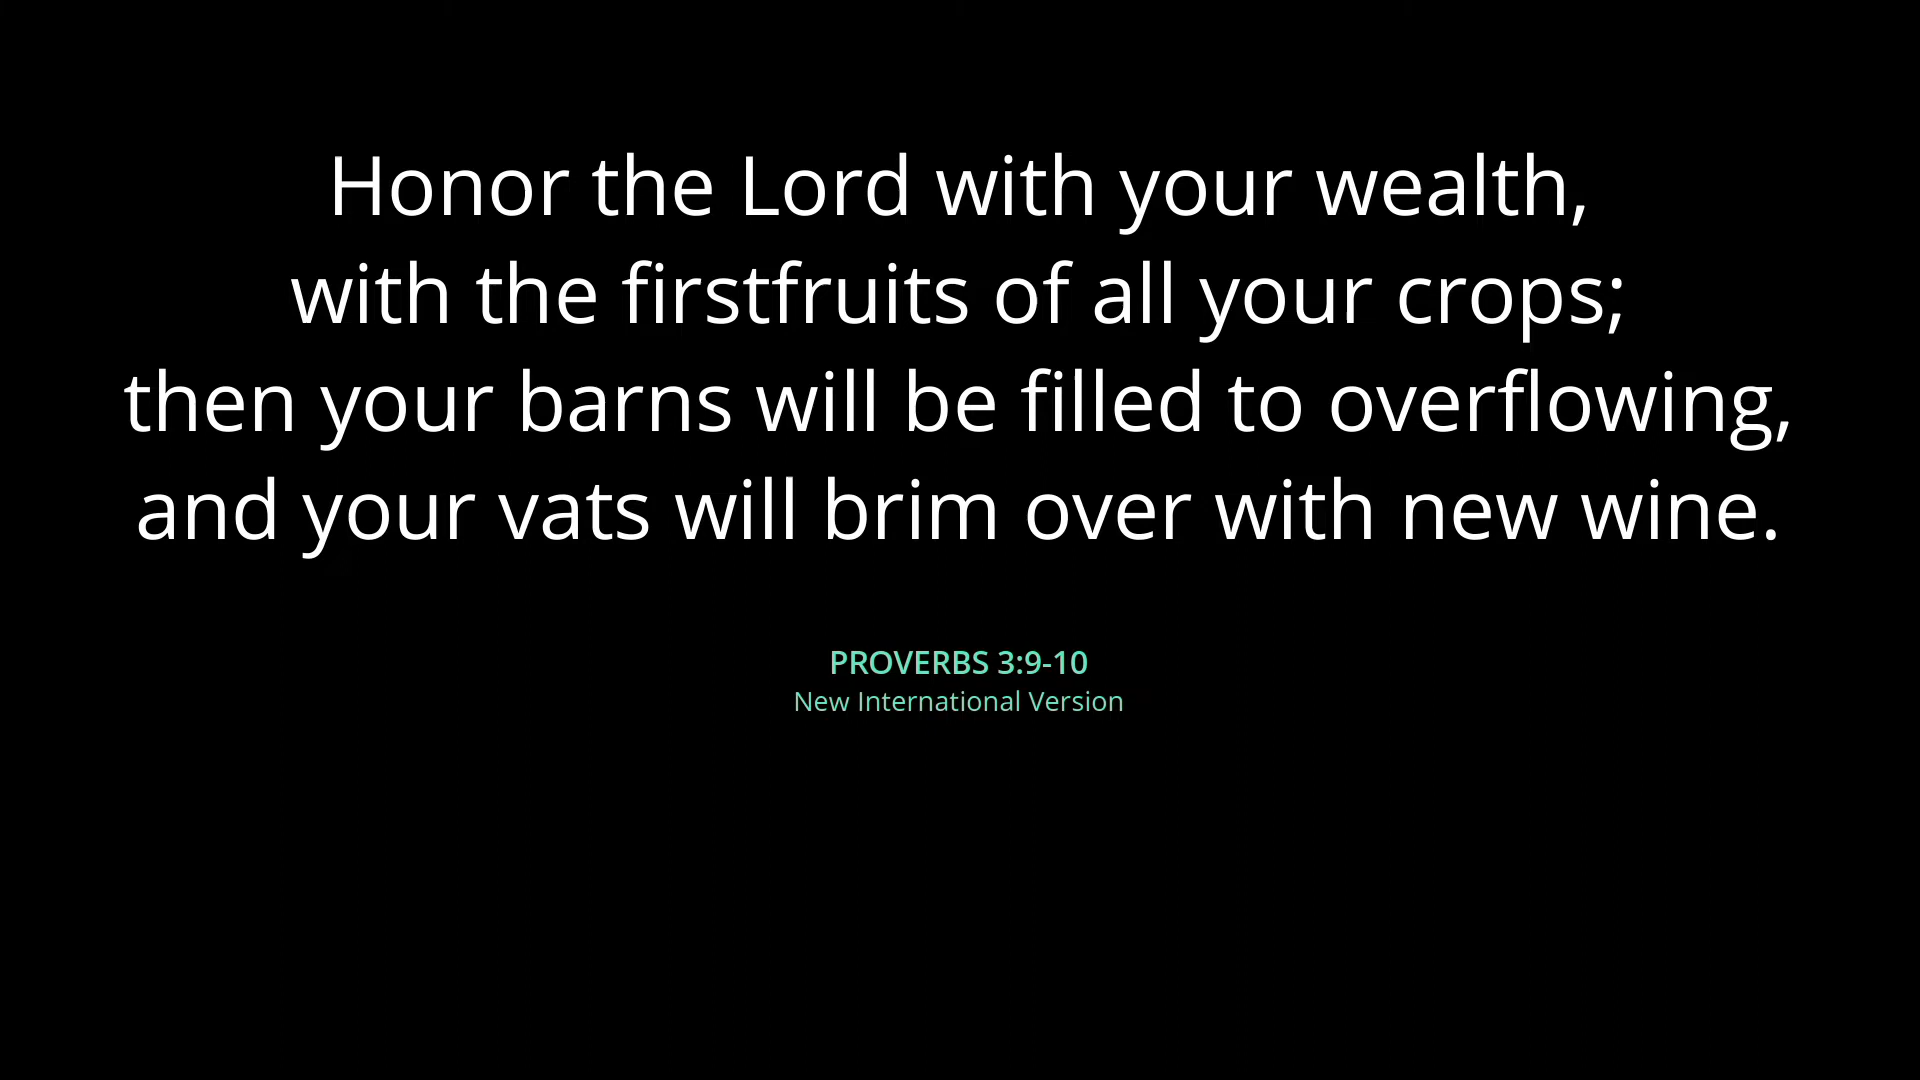 Honor the Lord with your wealth,
with the firstfruits of all your crops;
then your barns will be filled to overflowing,
and your vats will brim over with new wine.
PROVERBS 3:9-10
New International Version